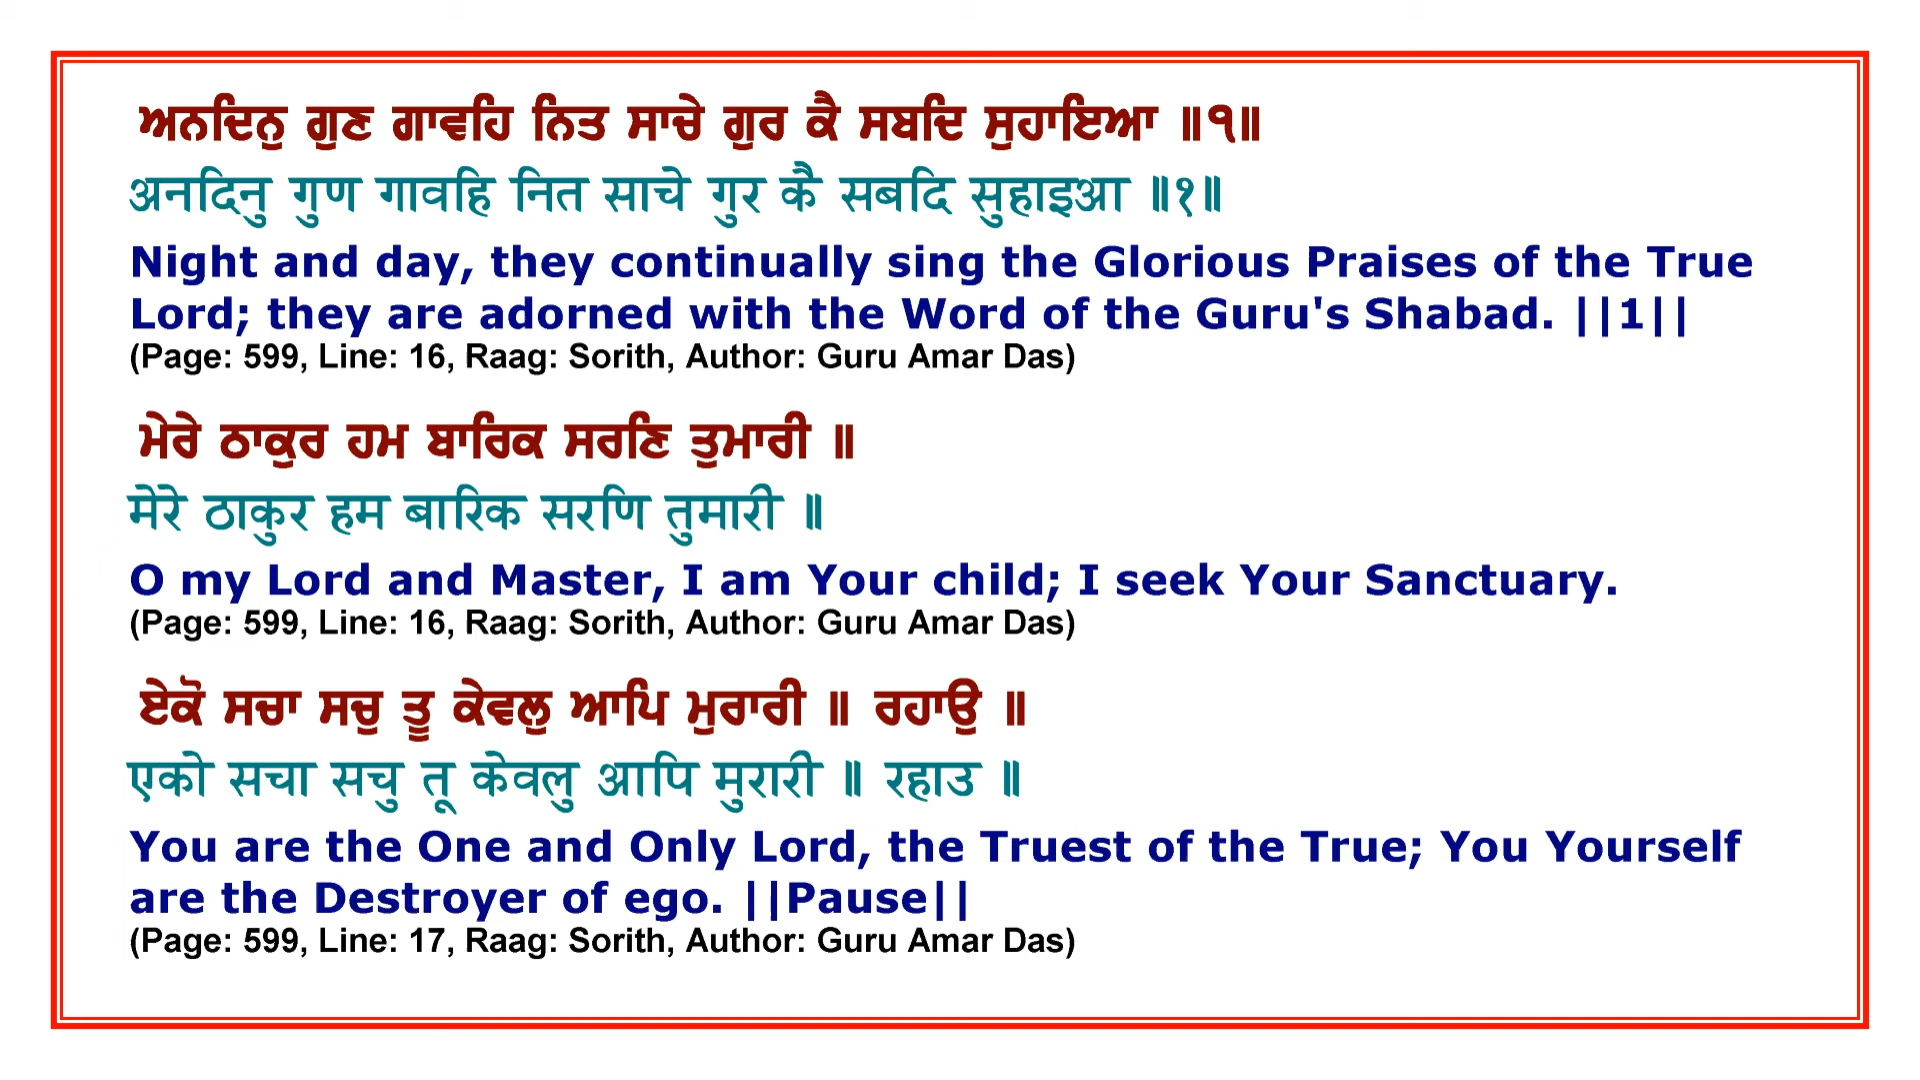 ਅਨਦਿਨੁ ਗੁਣ ਗਾਵਹਿ ਨਿਤ ਸਾਚੇ ਗੁਰ ਕੈ ਸਬਦਿ ਸੁਹਾਇਆ ॥੧॥
अनदिनु गुण गावहि नित साचे गुर कै सबदि सुहाइआ ॥१॥
Night and day, they continually sing the Glorious Praises of the True
Lord; they are adorned with the Word of the Guru's Shabad. ||1||
(Page: 599, Line: 16, Raag: Sorith, Author: Guru Amar Das)
ਮੇਰੇ ਠਾਕੁਰ ਹਮ ਬਾਰਿਕ ਸਰਣਿ ਤੁਮਾਰੀ ॥
मेरे ठाकुर हम बारिक सरणि तुमारी ॥
O my Lord and Master, I am Your child; I seek Your Sanctuary.
(Page: 599, Line: 16, Raag: Sorith, Author: Guru Amar Das)
ਏਕੋ ਸਚਾ ਸਚੁ ਤੂ ਕੇਵਲੁ ਆਪਿ ਮੁਰਾਰੀ ॥ ਰਹਾਉ ॥
एको सचा सचु तू केवलु आपि मुरारी ॥ रहाउ ॥
You are the One and Only Lord, the Truest of the True; You Yourself
are the Destroyer of ego. ||Pause||
(Page: 599, Line: 17, Raag: Sorith, Author: Guru Amar Das)